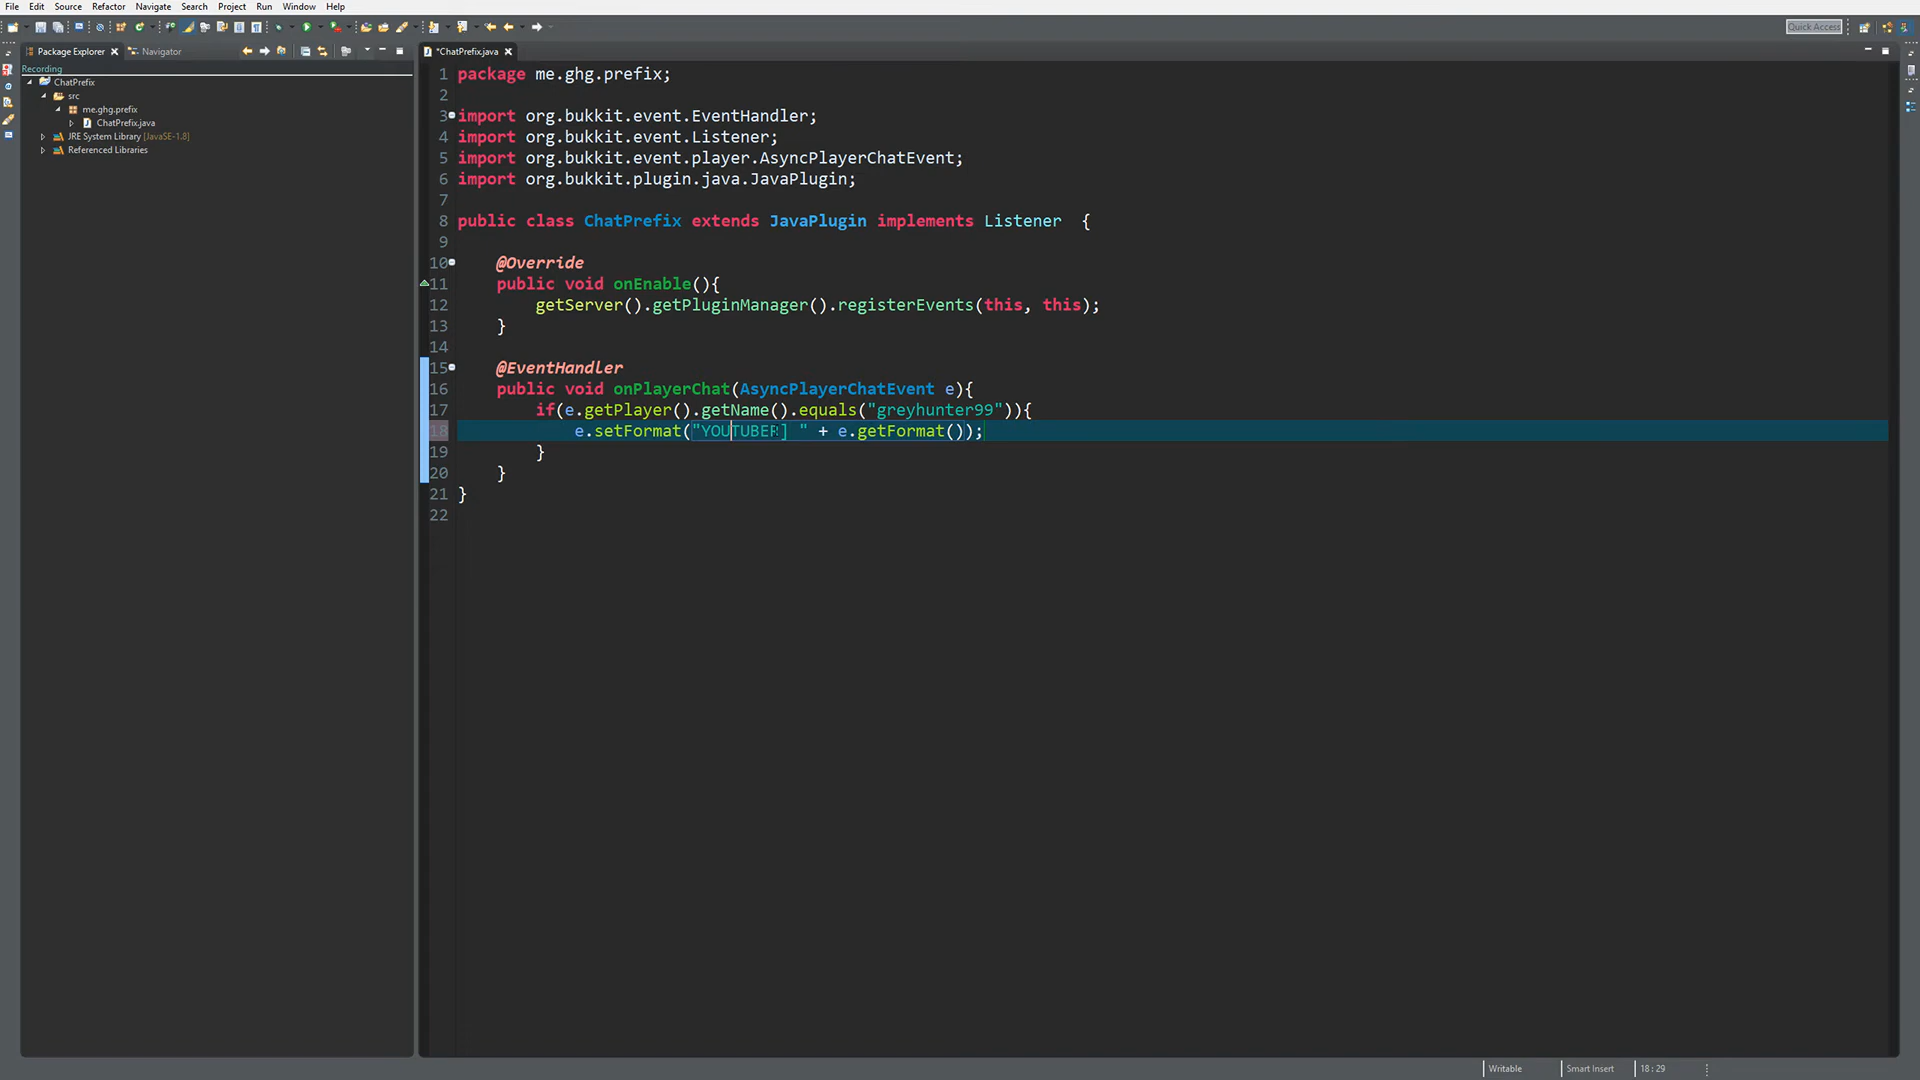 File Edit Source Refactor Navigate Search Project Run Window Help
Quick Access
Package Explorer Navigator
*ChatPrefix.java
Recording
ChatPrefix
src
me.ghg.prefix
ChatPrefix.java
JRE System Library [JavaSE-1.8]
Referenced Libraries
1 package me.ghg.prefix;
2
3 import org.bukkit.event.EventHandler;
4 import org.bukkit.event.Listener;
5 import org.bukkit.event.player.AsyncPlayerChatEvent;
6 import org.bukkit.plugin.java.JavaPlugin;
7
8 public class ChatPrefix extends JavaPlugin implements Listener {
9
10 @Override
11 public void onEnable(){
12 getServer().getPluginManager().registerEvents(this, this);
13 }
14
15 @EventHandler
16 public void onPlayerChat(AsyncPlayerChatEvent e){
17 if(e.getPlayer().getName().equals("greyhunter99")){
18 e.setFormat("YOUTUBER] " + e.getFormat());
19 }
20 }
21 }
22
Writable Smart Insert 18:29